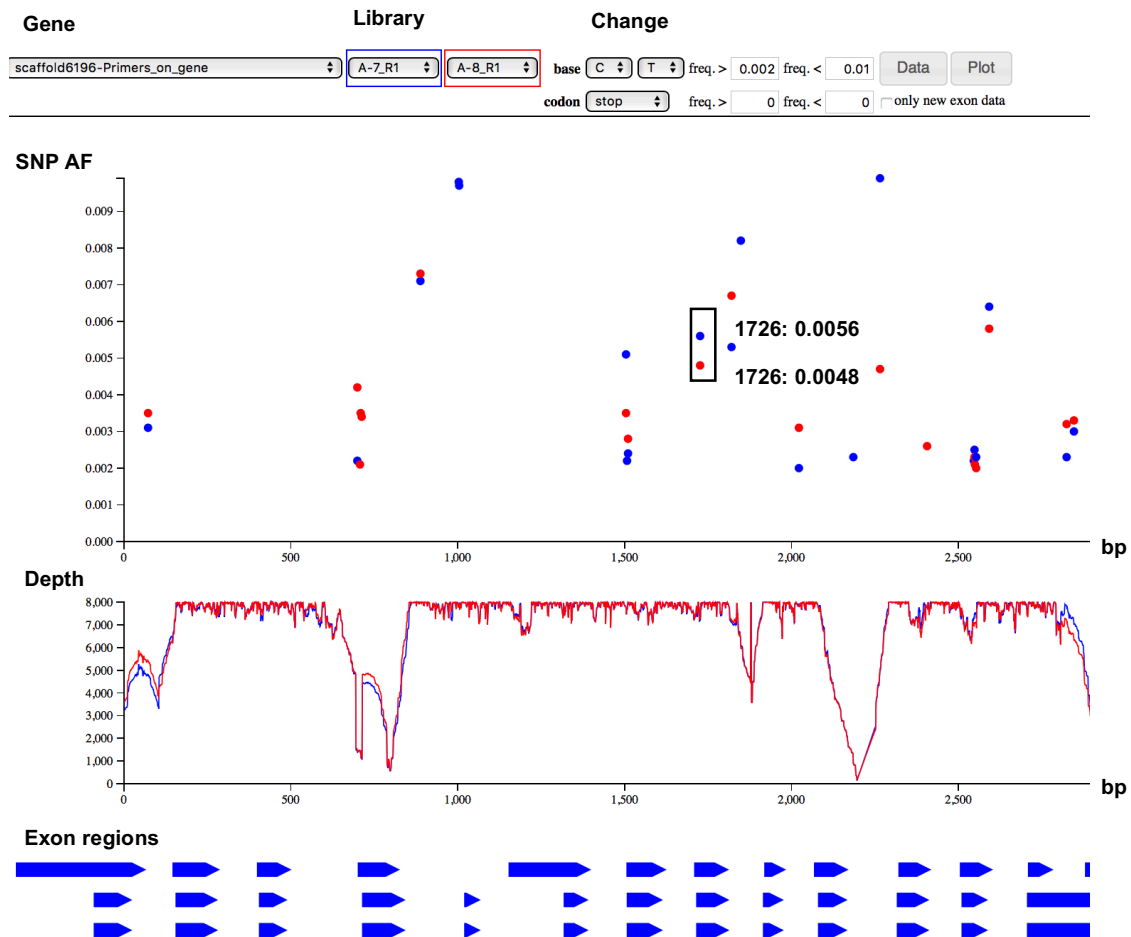 Gene Library Change
scaffold6196-Primers_on_gene A-7_R1 A-8_R1 base C T freq. > 0.002 freq. < 0.01 Data Plot
codon stop freq. > 0 freq. < 0 only new exon data
SNP AF
0.009
0.008
0.007
0.006
0.005
0.004
0.003
0.002
0.001
0.000
1726: 0.0056
1726: 0.0048
0 500 1,000 1,500 2,000 2,500 bp
Depth
8,000
7,000
6,000
5,000
4,000
3,000
2,000
1,000
0
0 500 1,000 1,500 2,000 2,500 bp
Exon regions